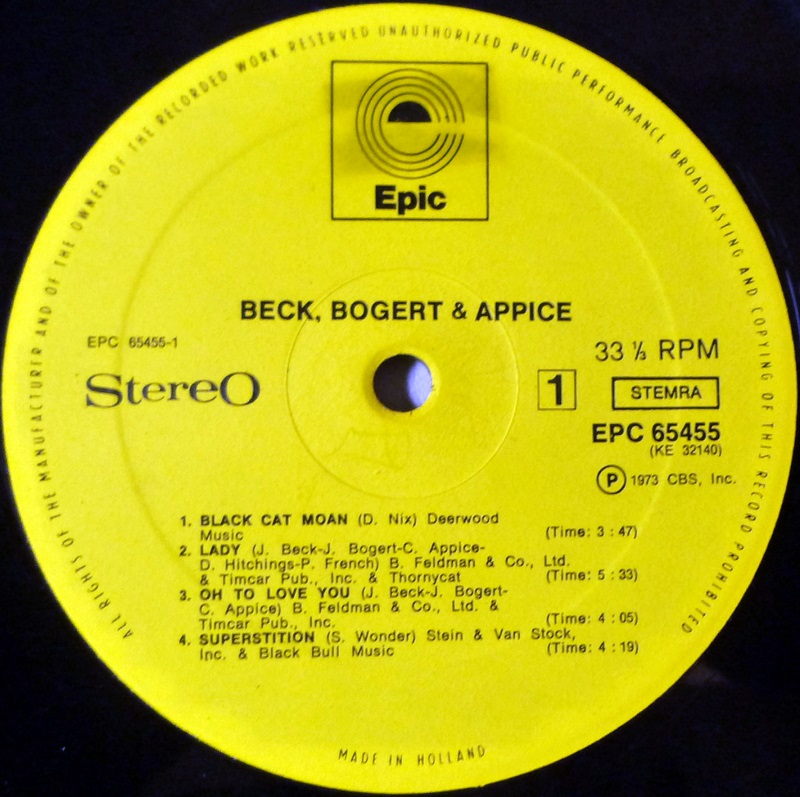 ALL RIGHTS OF THE MANUFACTURER AND OF THE OWNER OF THE RECORDED WORK RESERVED UNAUTHORIZED PUBLIC PERFORMANCE BROADCASTING AND COPYING OF THIS RECORD PROHIBITED
Epic
BECK, BOGERT & APPICE
EPC 65455-1
Stereo
33 ⅓ RPM
1
STEMRA
EPC 65455
(KE 32140)
Ⓟ 1973 CBS, Inc.
1. BLACK CAT MOAN (D. Nix) Deerwood
Music (Time: 3 : 47)
2. LADY (J. Beck-J. Bogert-C. Appice-
D. Hitchings-P. French) B. Feldman & Co., Ltd.
& Timcar Pub., Inc. & Thornycat (Time: 5 : 33)
3. OH TO LOVE YOU (J. Beck-J. Bogert-
C. Appice) B. Feldman & Co., Ltd. &
Timcar Pub., Inc. (Time: 4 : 05)
4. SUPERSTITION (S. Wonder) Stein & Van Stock,
Inc. & Black Bull Music (Time: 4 : 19)
MADE IN HOLLAND